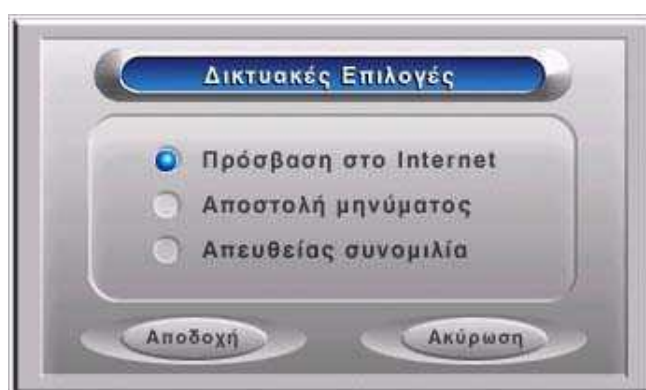 Δικτυακές Επιλογές
Πρόσβαση στο Internet
Αποστολή μηνύματος
Απευθείας συνομιλία
Αποδοχή
Ακύρωση